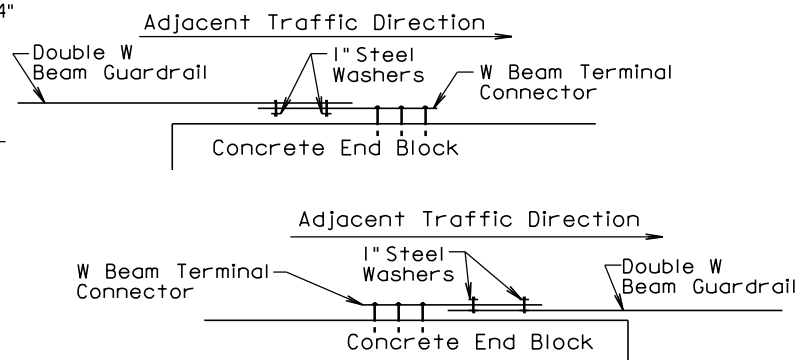 4"
Adjacent Traffic Direction
Double W
Beam Guardrail
1" Steel
Washers
W Beam Terminal
Connector
Concrete End Block
Adjacent Traffic Direction
1" Steel
Washers
W Beam Terminal
Connector
Double W
Beam Guardrail
Concrete End Block